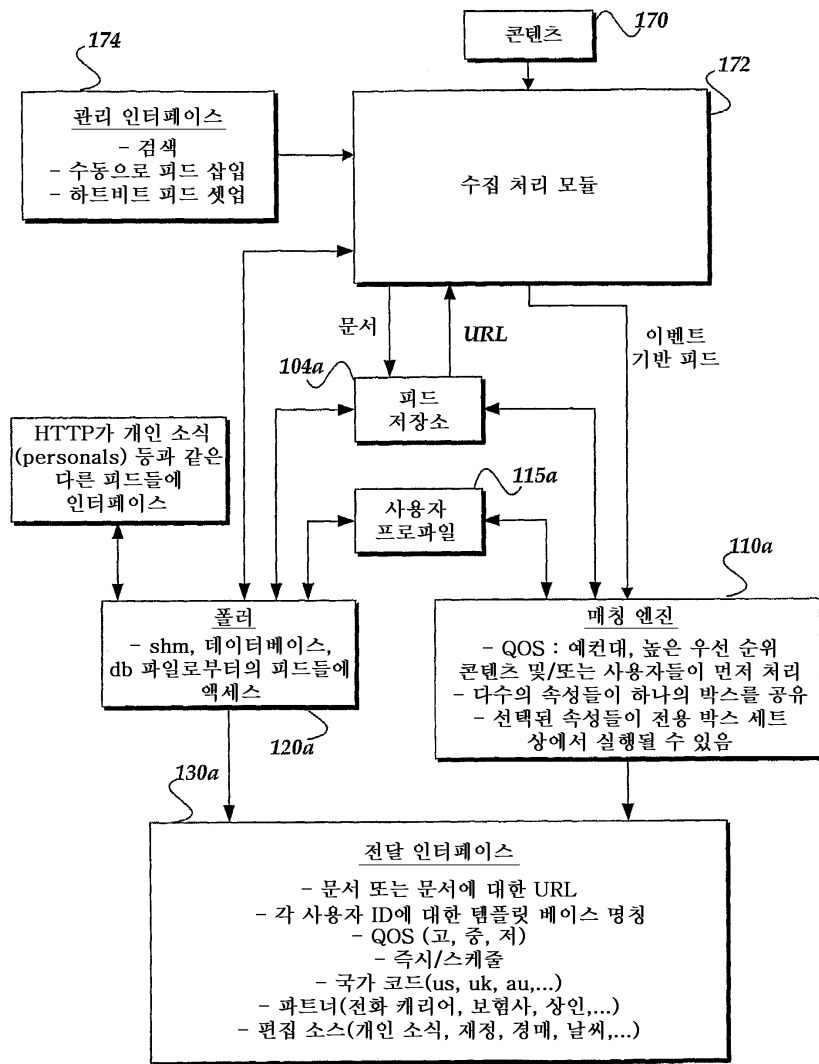 콘텐츠
170
174
172
관리 인터페이스
- 검색
- 수동으로 피드 삽입
- 하트비트 피드 셋업
수집 처리 모듈
문서
URL
이벤트
기반 피드
104a
피드
저장소
HTTP가 개인 소식
(personals) 등과 같은
다른 피드들에
인터페이스
115a
사용자
프로파일
110a
폴러
- shm, 데이터베이스,
db 파일로부터의 피드들에
액세스
120a
매칭 엔진
- QOS : 예컨대, 높은 우선 순위
콘텐츠 및/또는 사용자들이 먼저 처리
- 다수의 속성들이 하나의 박스를 공유
- 선택된 속성들이 전용 박스 세트
상에서 실행될 수 있음
130a
전달 인터페이스
- 문서 또는 문서에 대한 URL
- 각 사용자 ID에 대한 템플릿 베이스 명칭
- QOS (고, 중, 저)
- 즉시/스케줄
- 국가 코드(us, uk, au,...)
- 파트너(전화 캐리어, 보험사, 상인,...)
- 편집 소스(개인 소식, 재정, 경매, 날씨,...)